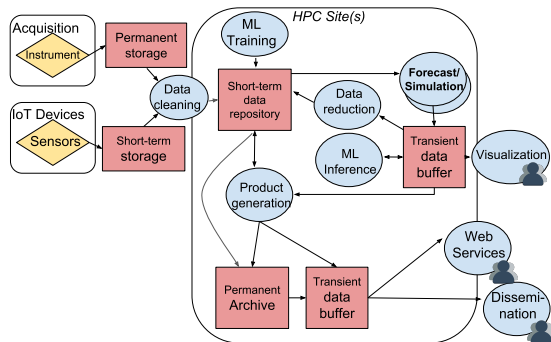 HPC Site(s)
Acquisition
Instrument
Permanent
storage
ML
Training
Data
cleaning
Short-term
data
repository
Forecast/
Simulation
Data
reduction
IoT Devices
Sensors
Short-term
storage
ML
Inference
Transient
data
buffer
Visualization
Product
generation
Web
Services
Permanent
Archive
Transient
data
buffer
Dissemi-
nation